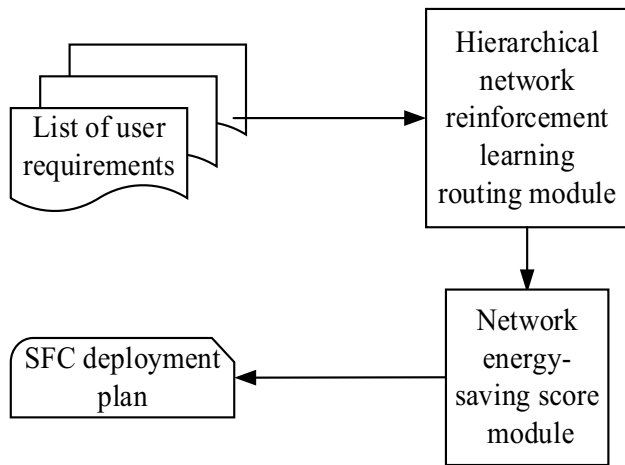 List of user
requirements
Hierarchical
network
reinforcement
learning
routing module
Network
energy-
saving score
module
SFC deployment
plan